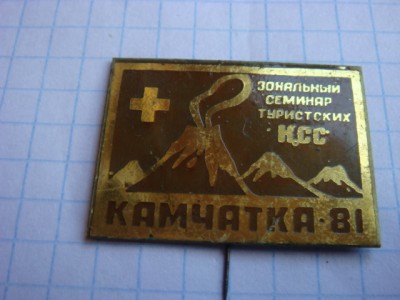 ЗОНАЛЬНЫЙ
СЕМИНАР
ТУРИСТСКИХ
КСС
КАМЧАТКА·81